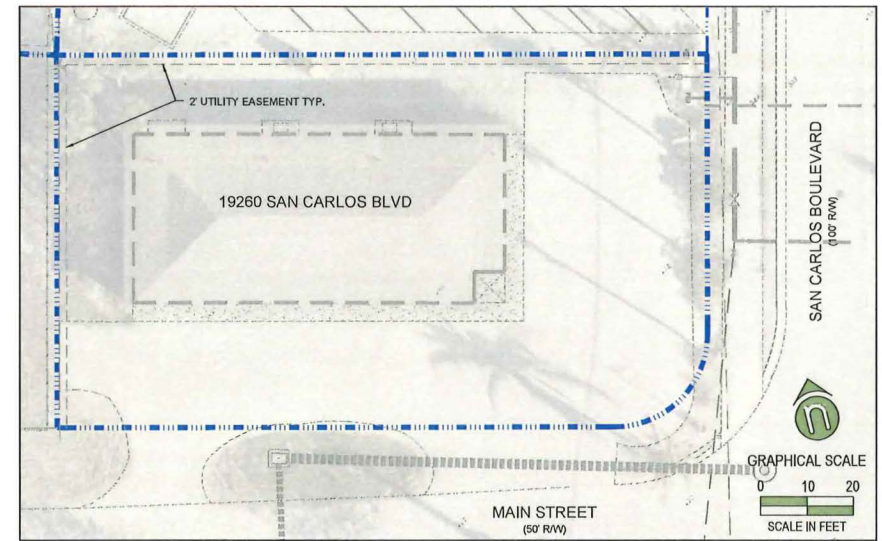 2' UTILITY EASEMENT TYP.
19260 SAN CARLOS BLVD
SAN CARLOS BOULEVARD
(100' R/W)
n
GRAPHICAL SCALE
0 10 20
SCALE IN FEET
MAIN STREET
(50' R/W)